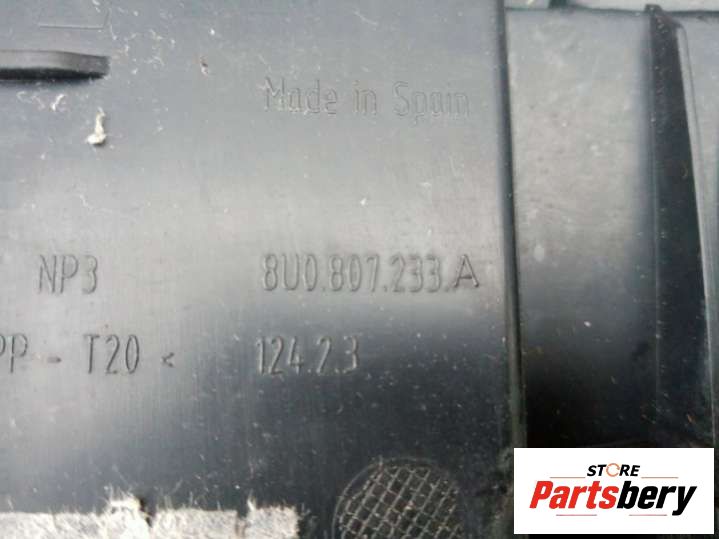 Made in Spain
NP3 8U0.807.233.A
PP - T20 < 124.2.3
STORE
Partsbery